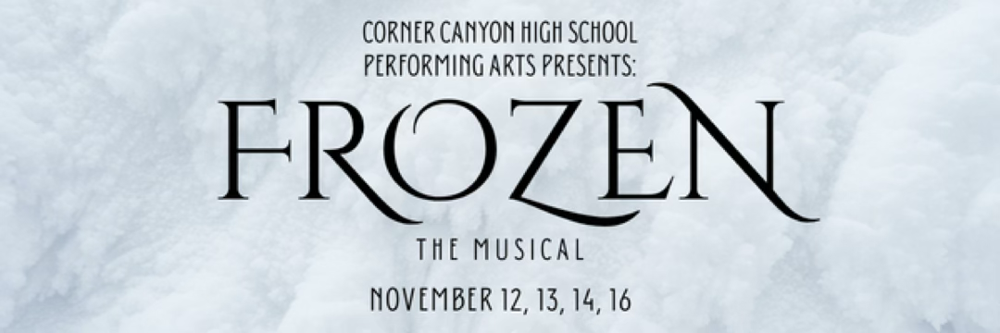 CORNER CANYON HIGH SCHOOL
PERFORMING ARTS PRESENTS:
FROZEN
THE MUSICAL
NOVEMBER 12, 13, 14, 16